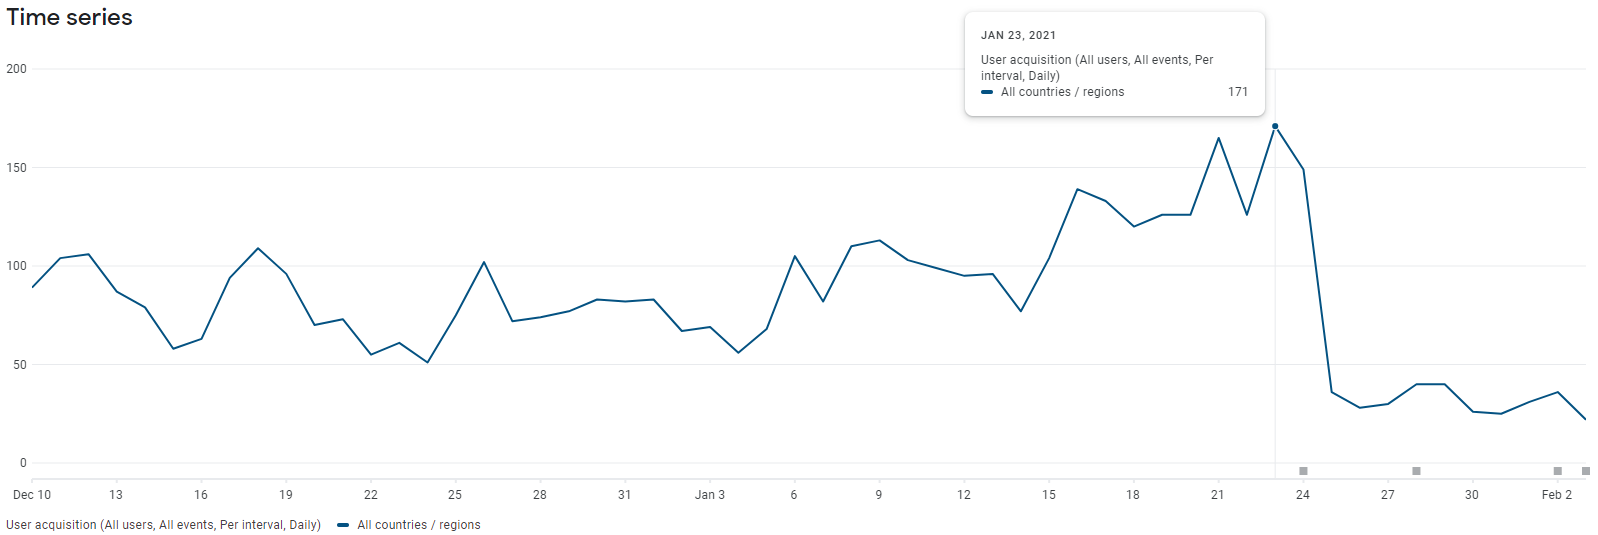 Time series
JAN 23, 2021
User acquisition (All users, All events, Per
interval, Daily)
All countries / regions 171
200
150
100
50
0
Dec 10 13 16 19 22 25 28 31 Jan 3 6 9 12 15 18 21 24 27 30 Feb 2
User acquisition (All users, All events, Per interval, Daily) All countries / regions